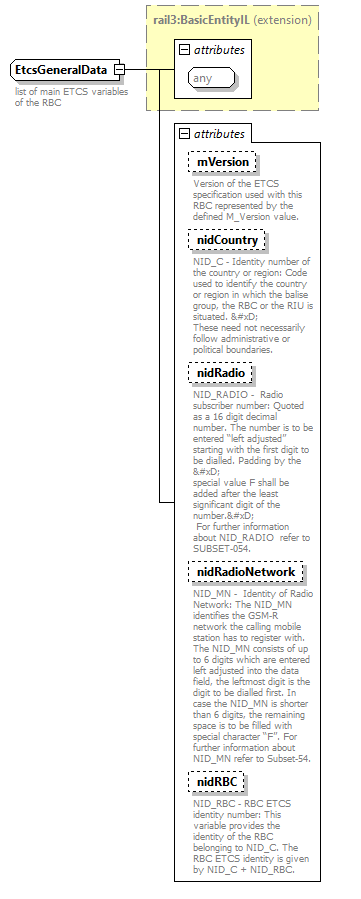 rail3:BasicEntityIL (extension)
attributes
any
EtcsGeneralData
list of main ETCS variables
of the RBC
attributes
mVersion
Version of the ETCS
specification used with this
RBC represented by the
defined M_Version value.
nidCountry
NID_C - Identity number of
the country or region: Code
used to identify the country
or region in which the balise
group, the RBC or the RIU is
situated. &#xD;
These need not necessarily
follow administrative or
political boundaries.
nidRadio
NID_RADIO -  Radio
subscriber number: Quoted
as a 16 digit decimal
number. The number is to be
entered “left adjusted”
starting with the first digit to
be dialled. Padding by the
&#xD;
special value F shall be
added after the least
significant digit of the
number.&#xD;
For further information
about NID_RADIO  refer to
SUBSET-054.
nidRadioNetwork
NID_MN -  Identity of Radio
Network: The NID_MN
identifies the GSM-R
network the calling mobile
station has to register with.
The NID_MN consists of up
to 6 digits which are entered
left adjusted into the data
field, the leftmost digit is the
digit to be dialled first. In
case the NID_MN is shorter
than 6 digits, the remaining
space is to be filled with
special character “F”. For
further information about
NID_MN refer to Subset-54.
nidRBC
NID_RBC - RBC ETCS
identity number: This
variable provides the
identity of the RBC
belonging to NID_C. The
RBC ETCS identity is given
by NID_C + NID_RBC.